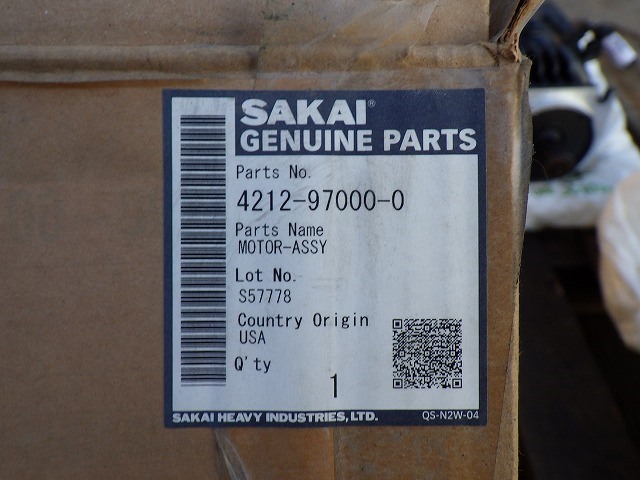 SAKAI®
GENUINE PARTS
Parts No.
4212-97000-0
Parts Name
MOTOR-ASSY
Lot No.
S57778
Country Origin
USA
Q'ty
1
SAKAI HEAVY INDUSTRIES, LTD.
QS-N2W-04